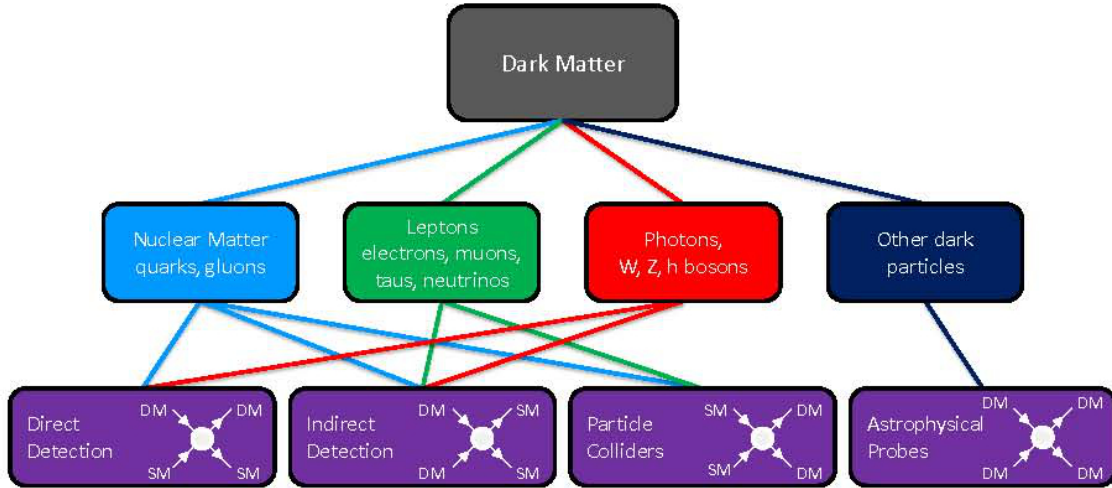 Dark Matter
Nuclear Matter
quarks, gluons
Leptons
electrons, muons,
taus, neutrinos
Photons,
W, Z, h bosons
Other dark
particles
Direct
Detection
DM
DM
SM
SM
Indirect
Detection
DM
SM
DM
SM
Particle
Colliders
SM
DM
SM
DM
Astrophysical
Probes
DM
DM
DM
DM